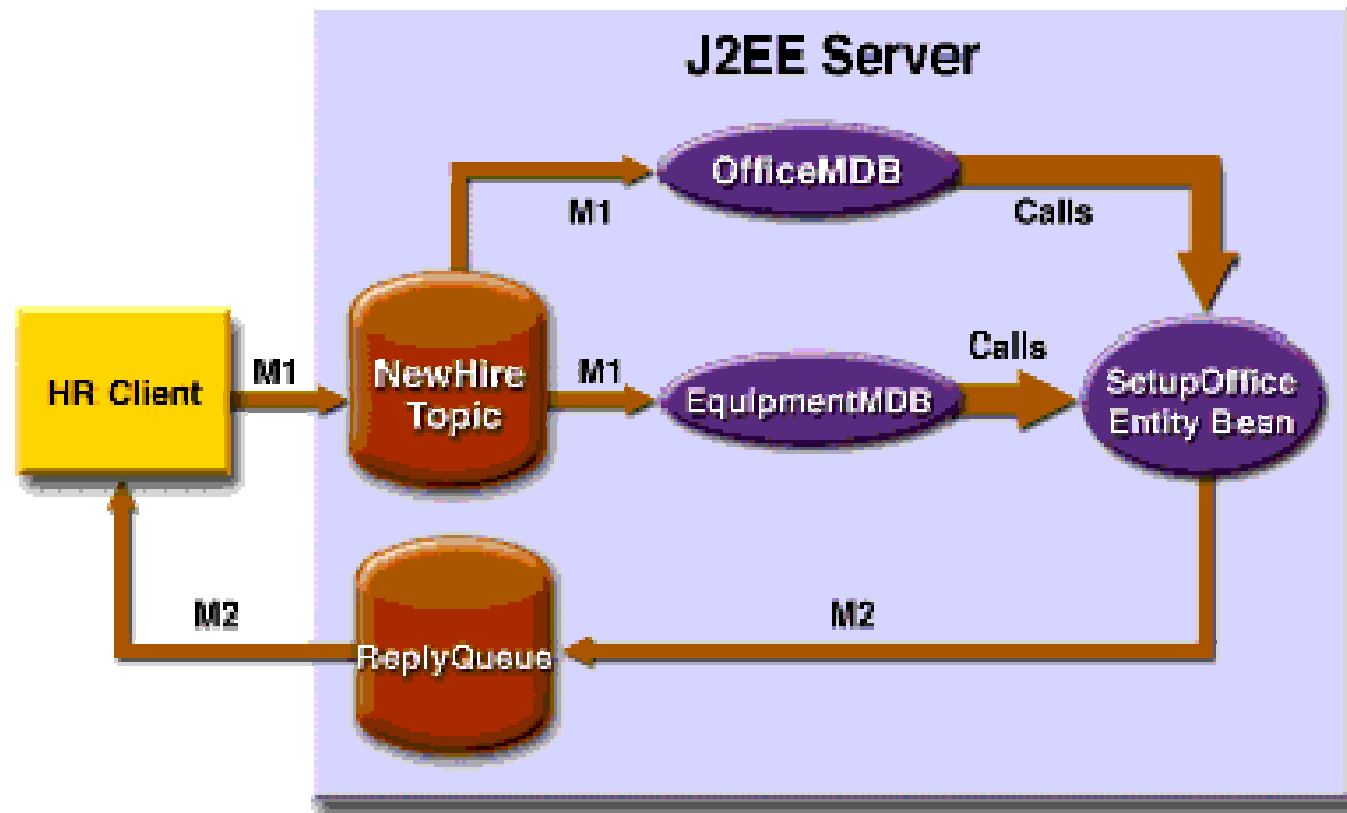 J2EE Server
OfficeMDB
M1
Calls
HR Client
M1
NewHire
Topic
M1
EquipmentMDB
Calls
SetupOffice
Entity Bean
M2
ReplyQueue
M2